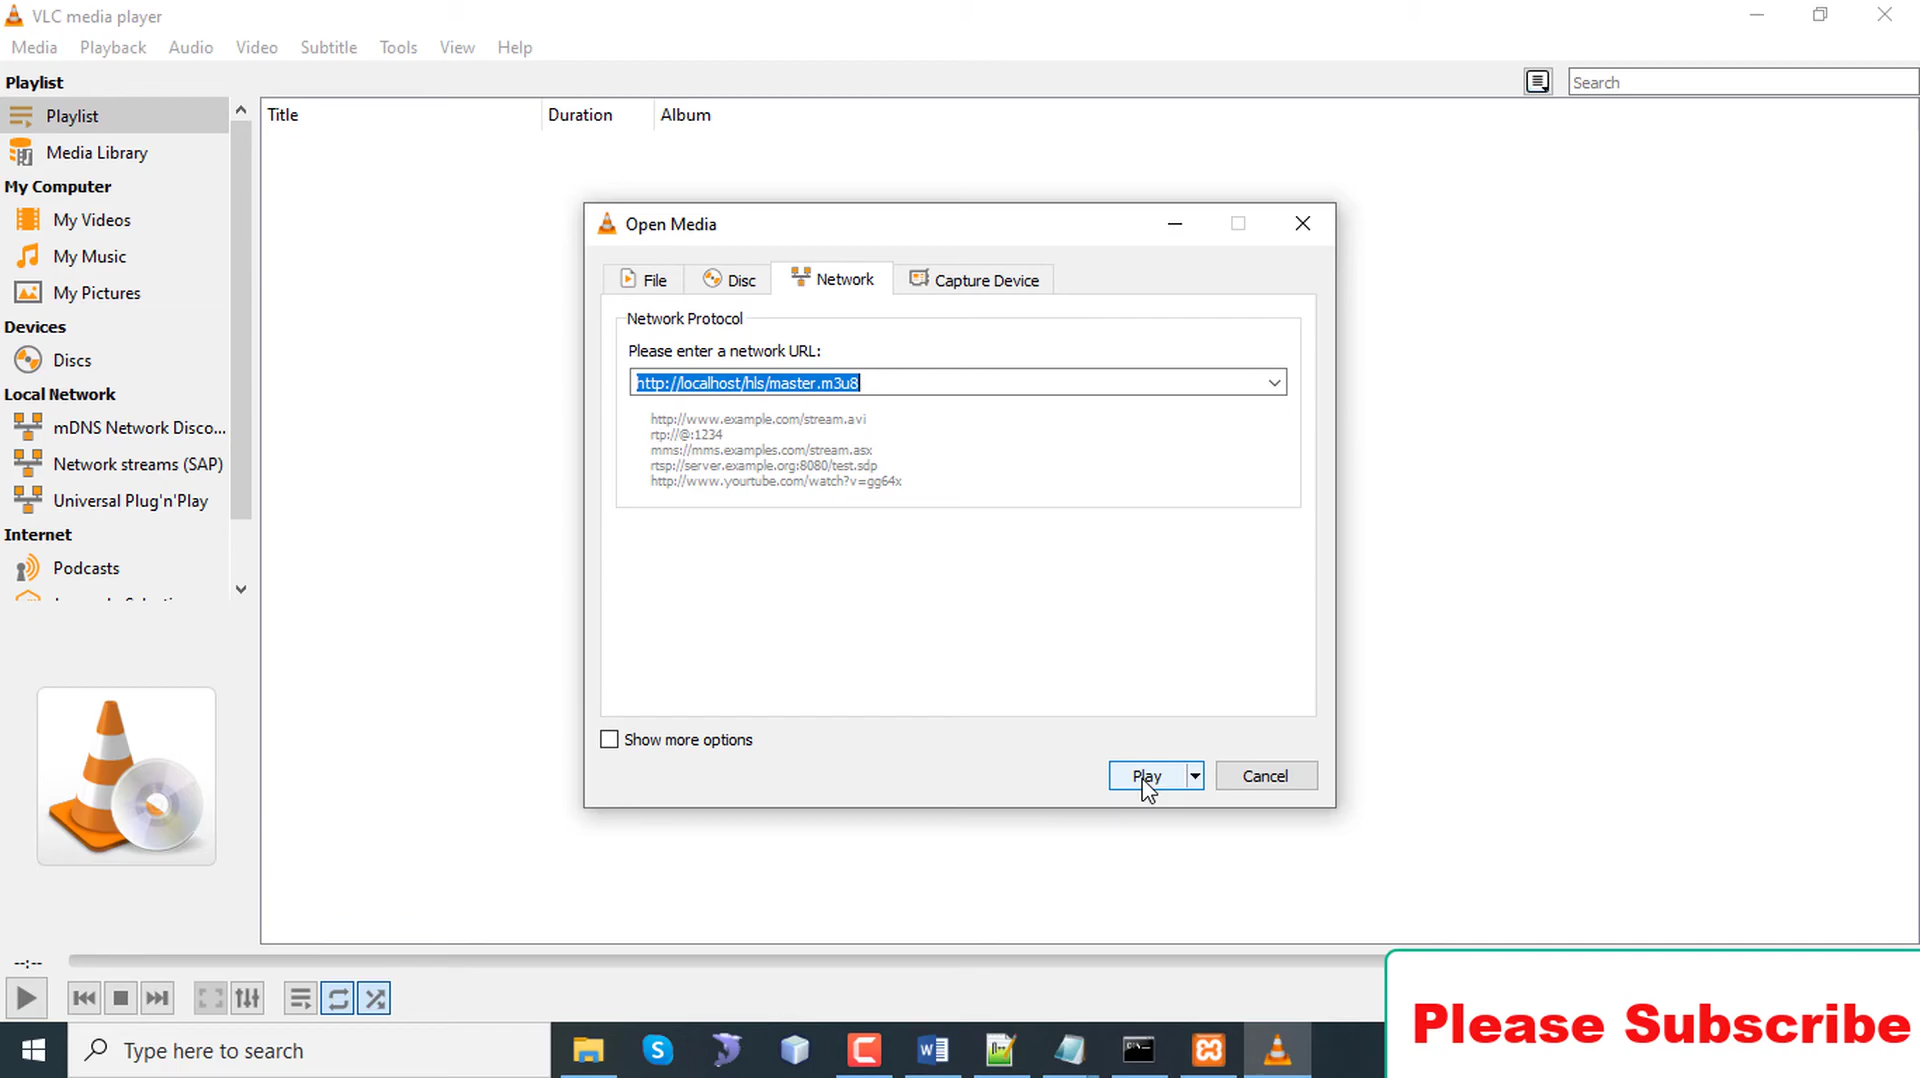 VLC media player
Media Playback Audio Video Subtitle Tools View Help
Playlist
Search
Playlist
Media Library
My Computer
My Videos
My Music
My Pictures
Devices
Discs
Local Network
mDNS Network Disco...
Network streams (SAP)
Universal Plug'n'Play
Internet
Podcasts
Title Duration Album
Open Media
File Disc Network Capture Device
Network Protocol
Please enter a network URL:
http://localhost/hls/master.m3u8
http://www.example.com/stream.avi
rtp://@:1234
mms://mms.examples.com/stream.asx
rtsp://server.example.org:8080/test.sdp
http://www.yourtube.com/watch?v=gg64x
Show more options
Play Cancel
--:--
Type here to search
Please Subscribe